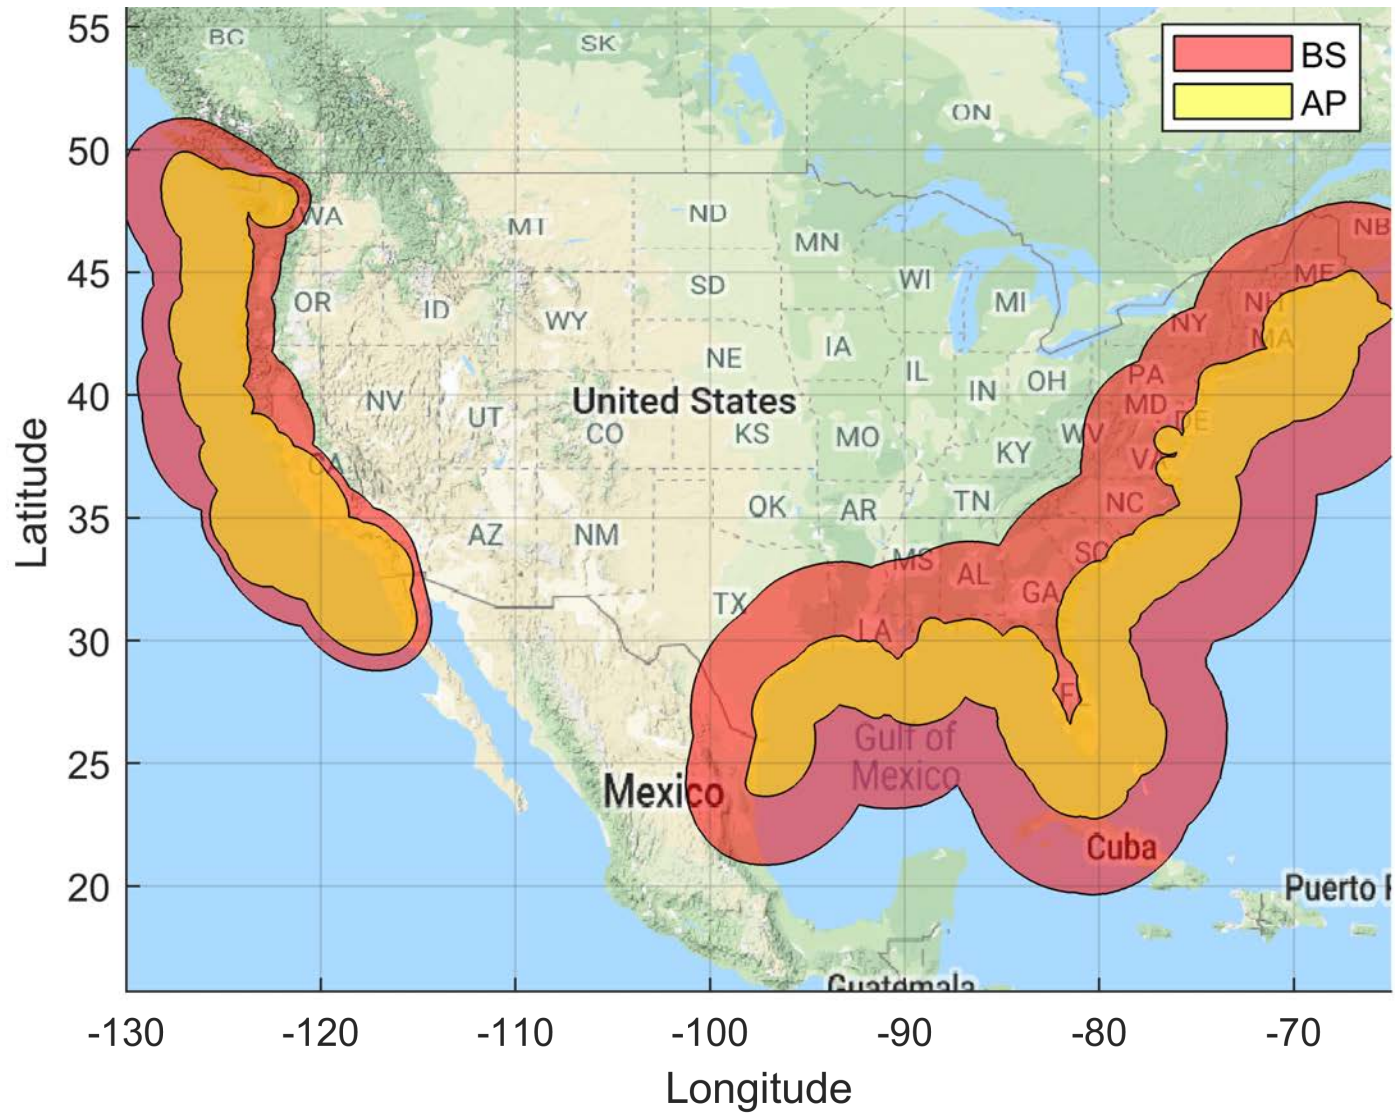 55
50
45
40
35
30
25
20
Latitude
BS
AP
BC
SK
ON
WA
MT
ND
MN
NB
OR
ID
SD
WI
MI
ME
WY
NH
NY
NE
IA
MA
NV
UT
United States
IL
IN
OH
PA
MD
DE
CO
KS
MO
WV
KY
VA
CA
OK
AR
TN
NC
AZ
NM
MS
AL
SC
TX
GA
LA
FL
Gulf of
Mexico
Mexico
Cuba
Puerto
Guatemala
-130
-120
-110
-100
-90
-80
-70
Longitude